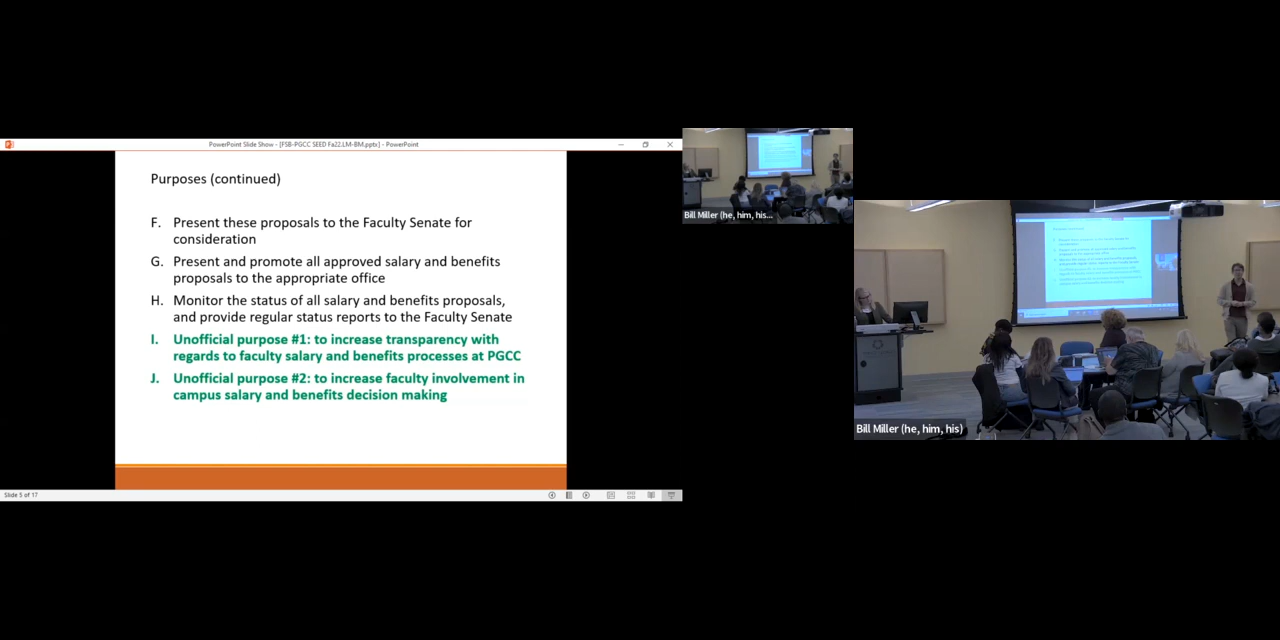 PowerPoint Slide Show - [FSB-PGCC SEED Fa22.LM-BM.pptx] - PowerPoint
Purposes (continued)
F. Present these proposals to the Faculty Senate for
consideration
G. Present and promote all approved salary and benefits
proposals to the appropriate office
H. Monitor the status of all salary and benefits proposals,
and provide regular status reports to the Faculty Senate
I. Unofficial purpose #1: to increase transparency with
regards to faculty salary and benefits processes at PGCC
J. Unofficial purpose #2: to increase faculty involvement in
campus salary and benefits decision making
Slide 5 of 17
Bill Miller (he, him, his...
Bill Miller (he, him, his)